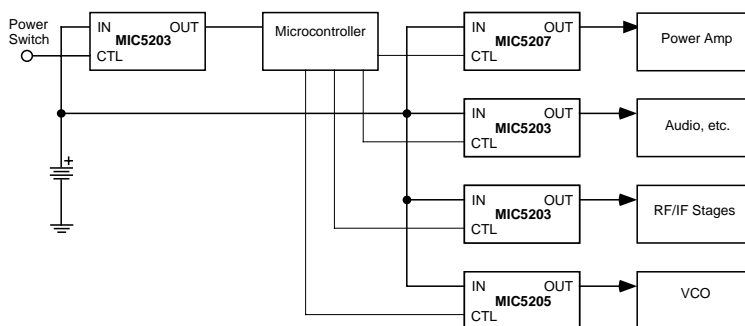 Power
Switch
IN OUT
MIC5203
CTL
Microcontroller
IN OUT
MIC5207
CTL
Power Amp
IN OUT
MIC5203
CTL
Audio, etc.
IN OUT
MIC5203
CTL
RF/IF Stages
IN OUT
MIC5205
CTL
VCO
+